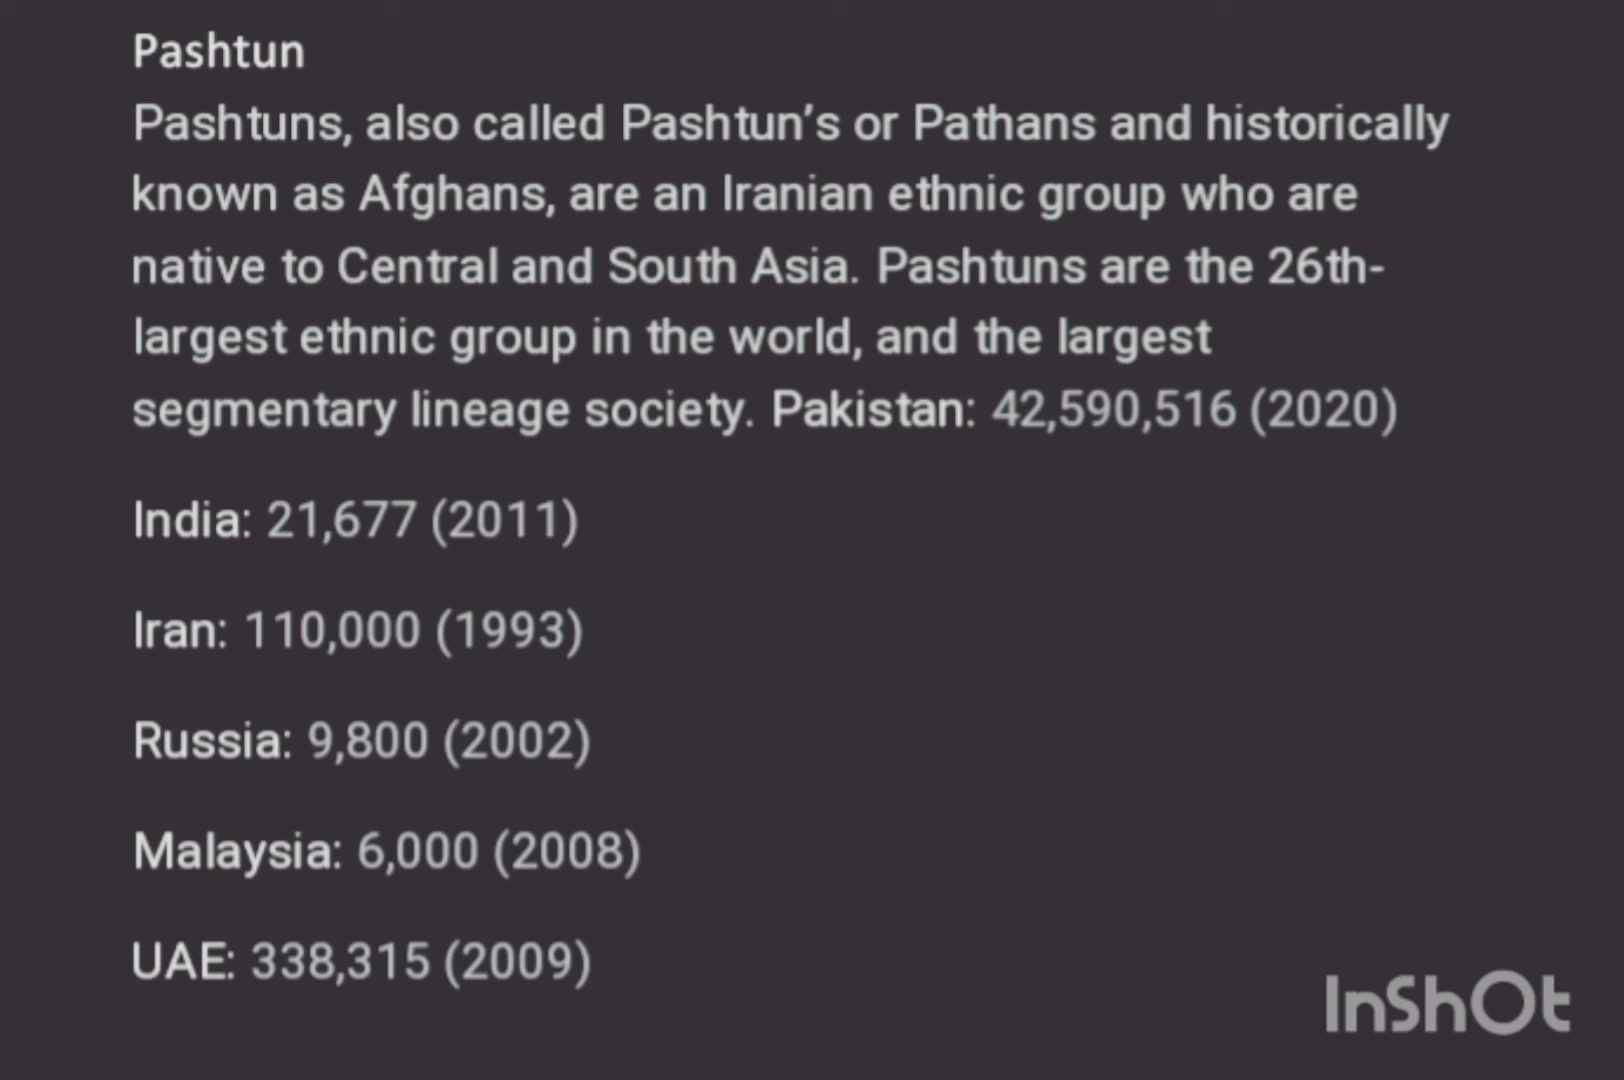 Pashtun
Pashtuns, also called Pashtun's or Pathans and historically
known as Afghans, are an Iranian ethnic group who are
native to Central and South Asia. Pashtuns are the 26th-
largest ethnic group in the world, and the largest
segmentary lineage society. Pakistan: 42,590,516 (2020)
India: 21,677 (2011)
Iran: 110,000 (1993)
Russia: 9,800 (2002)
Malaysia: 6,000 (2008)
UAE: 338,315 (2009)
InShOt